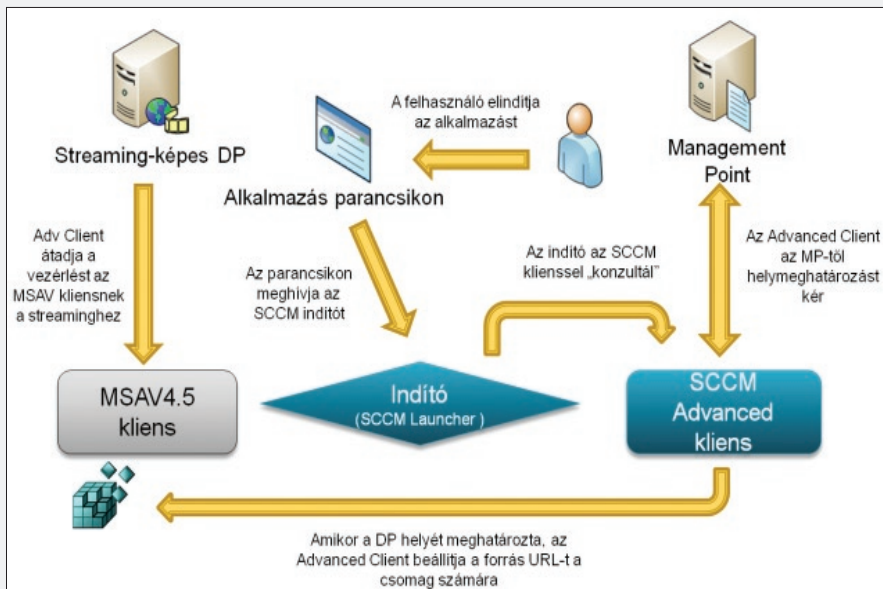 Streaming-képes DP
A felhasználó elindítja
az alkalmazást
Alkalmazás parancsikon
Management
Point
Adv Client
átadja a
vezérlést az
MSAV kliensnek
a streaminghez
Az parancsikon
meghívja az
SCCM indítót
Az indító az SCCM
klienssel „konzultál”
Az Advanced Client
az MP-től
helymeghatározást
kér
MSAV4.5
kliens
Indító
(SCCM Launcher )
SCCM
Advanced
kliens
Amikor a DP helyét meghatározta, az
Advanced Client beállítja a forrás URL-t a
csomag számára